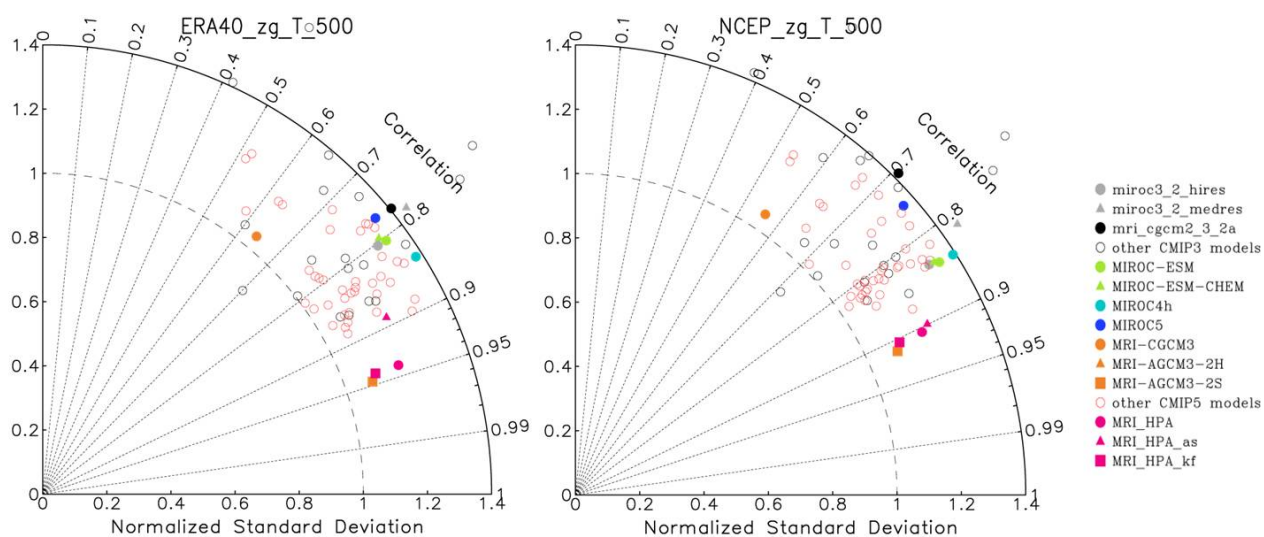 ERA40_zg_T_500
1.4
1.2
1
0.8
0.6
0.4
0.2
0
0
0.1
0.2
0.3
0.4
0.5
0.6
0.7
0.8
0.9
0.95
0.99
1
Correlation
0 0.2 0.4 0.6 0.8 1 1.2 1.4
Normalized Standard Deviation
NCEP_zg_T_500
1.4
1.2
1
0.8
0.6
0.4
0.2
0
0
0.1
0.2
0.3
0.4
0.5
0.6
0.7
0.8
0.9
0.95
0.99
1
Correlation
0 0.2 0.4 0.6 0.8 1 1.2 1.4
Normalized Standard Deviation
miroc3_2_hires
miroc3_2_medres
mri_cgcm2_3_2a
other CMIP3 models
MIROC-ESM
MIROC-ESM-CHEM
MIROC4h
MIROC5
MRI-CGCM3
MRI-AGCM3-2H
MRI-AGCM3-2S
other CMIP5 models
MRI_HPA
MRI_HPA_as
MRI_HPA_kf